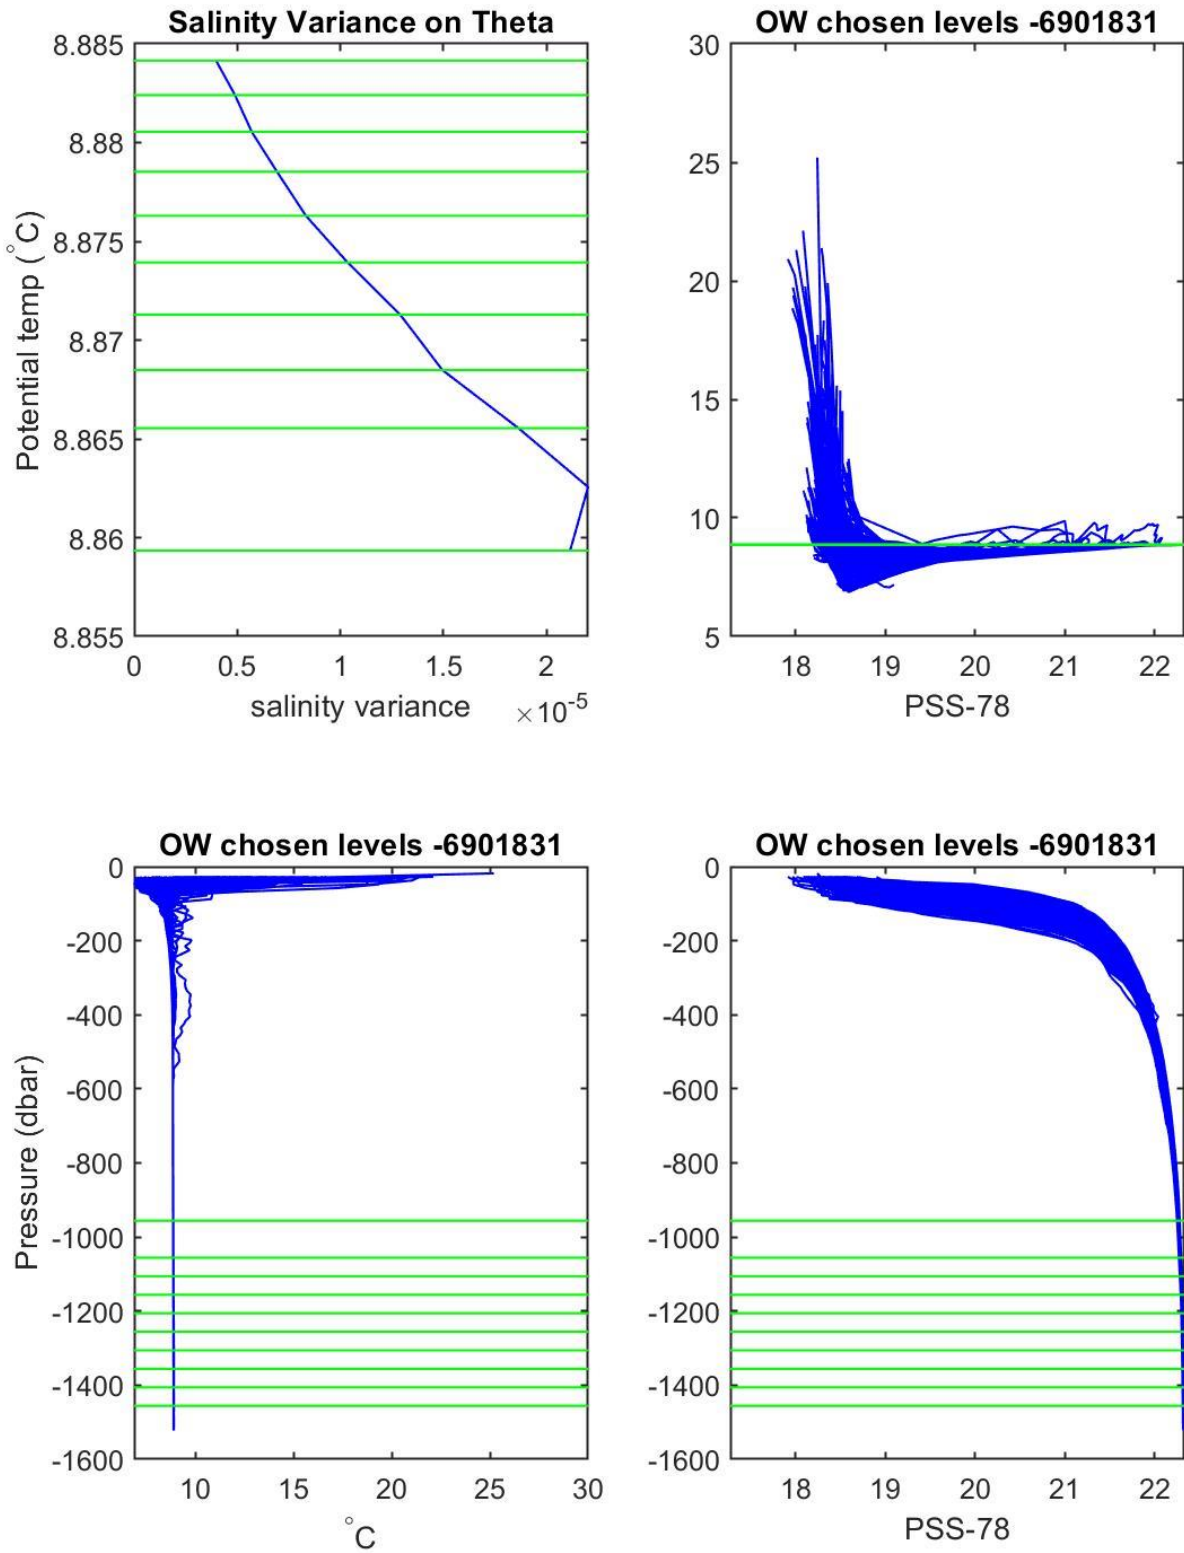 Salinity Variance on Theta
8.885
8.88
8.875
8.87
8.865
8.86
8.855
Potential temp (°C)
0 0.5 1 1.5 2
salinity variance ×10-5
OW chosen levels -6901831
30
25
20
15
10
5
18 19 20 21 22
PSS-78
OW chosen levels -6901831
0
-200
-400
-600
-800
-1000
-1200
-1400
-1600
Pressure (dbar)
10 15 20 25 30
°C
OW chosen levels -6901831
0
-200
-400
-600
-800
-1000
-1200
-1400
-1600
18 19 20 21 22
PSS-78